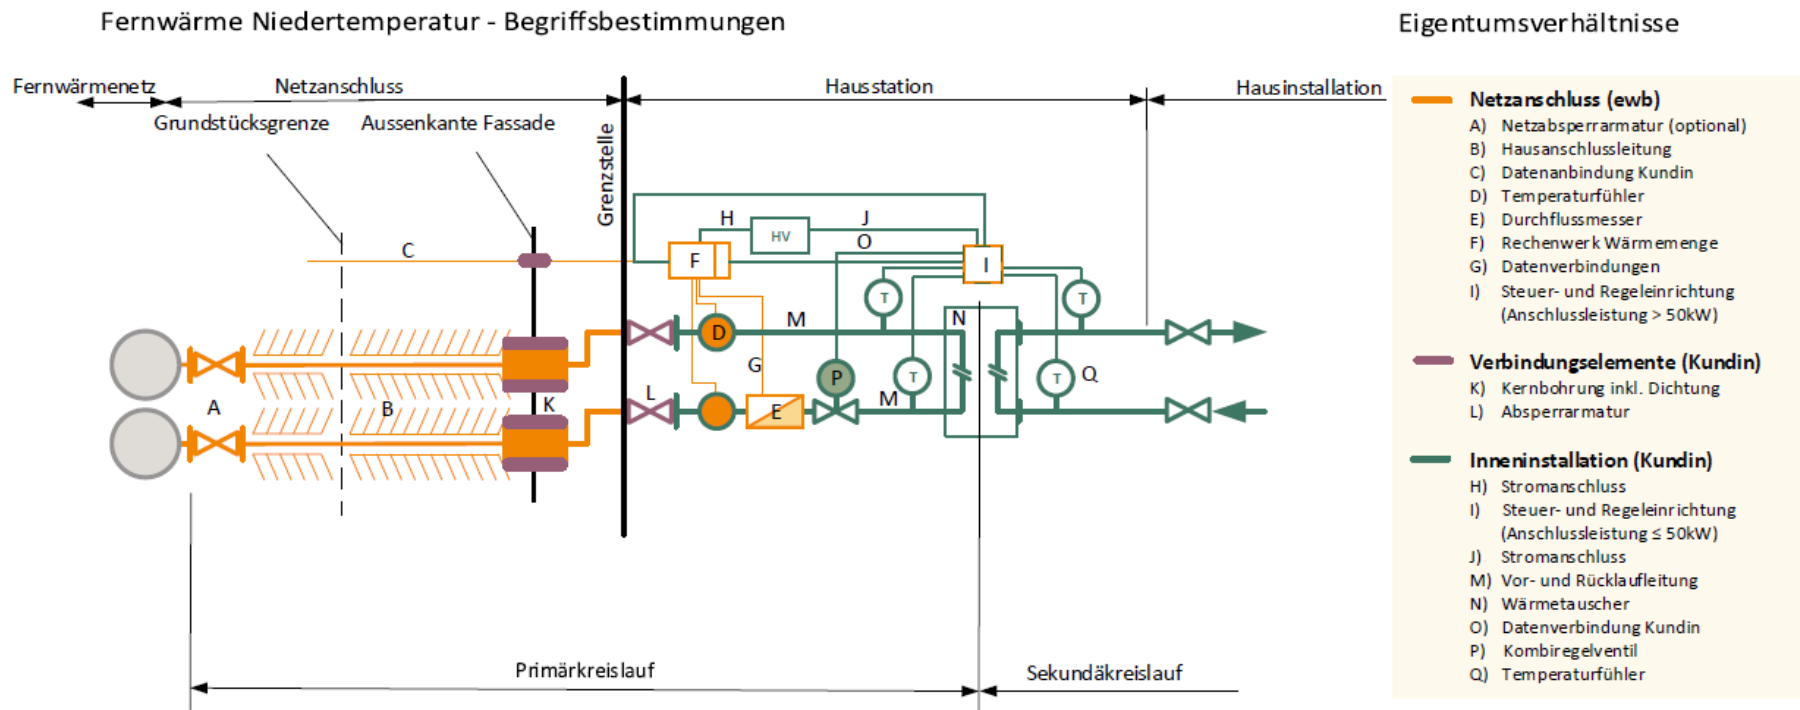 Fernwärme Niedertemperatur - Begriffsbestimmungen
Eigentumsverhältnisse
Fernwärmenetz
Netzanschluss
Hausstation
Hausinstallation
Grundstücksgrenze
Aussenkante Fassade
Grenzstelle
H
J
HV
O
C
F
I
T
T
M
N
D
G
P
T
T
Q
A
B
K
L
E
M
Primärkreislauf
Sekundäkreislauf
Netzanschluss (ewb)
A) Netzabsperrarmatur (optional)
B) Hausanschlussleitung
C) Datenanbindung Kundin
D) Temperaturfühler
E) Durchflussmesser
F) Rechenwerk Wärmemenge
G) Datenverbindungen
I) Steuer- und Regeleinrichtung
(Anschlussleistung > 50kW)
Verbindungselemente (Kundin)
K) Kernbohrung inkl. Dichtung
L) Absperrarmatur
Inneninstallation (Kundin)
H) Stromanschluss
I) Steuer- und Regeleinrichtung
(Anschlussleistung ≤ 50kW)
J) Stromanschluss
M) Vor- und Rücklaufleitung
N) Wärmetauscher
O) Datenverbindung Kundin
P) Kombiregelventil
Q) Temperaturfühler